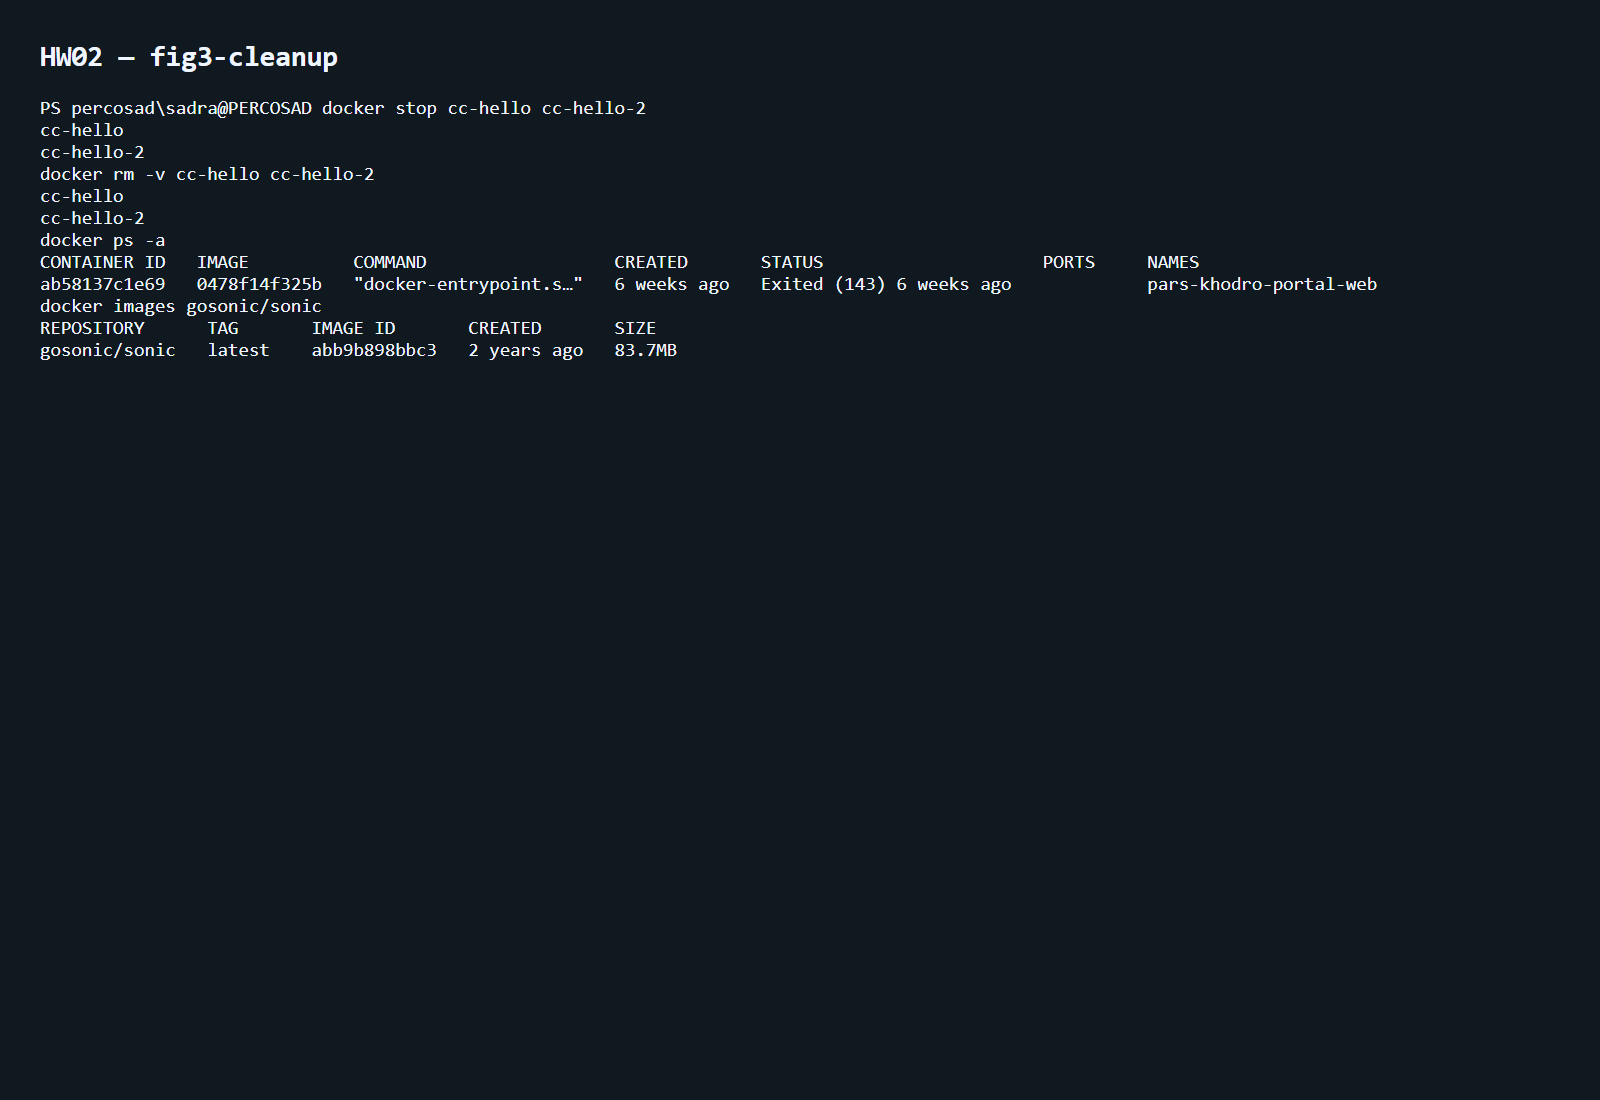 HW02 — fig3-cleanup
PS percosad\sadra@PERCOSAD docker stop cc-hello cc-hello-2
cc-hello
cc-hello-2
docker rm -v cc-hello cc-hello-2
cc-hello
cc-hello-2
docker ps -a
CONTAINER ID   IMAGE          COMMAND                  CREATED       STATUS                     PORTS     NAMES
ab58137c1e69   0478f14f325b   "docker-entrypoint.s…"   6 weeks ago   Exited (143) 6 weeks ago             pars-khodro-portal-web
docker images gosonic/sonic
REPOSITORY      TAG       IMAGE ID       CREATED       SIZE
gosonic/sonic   latest    abb9b898bbc3   2 years ago   83.7MB